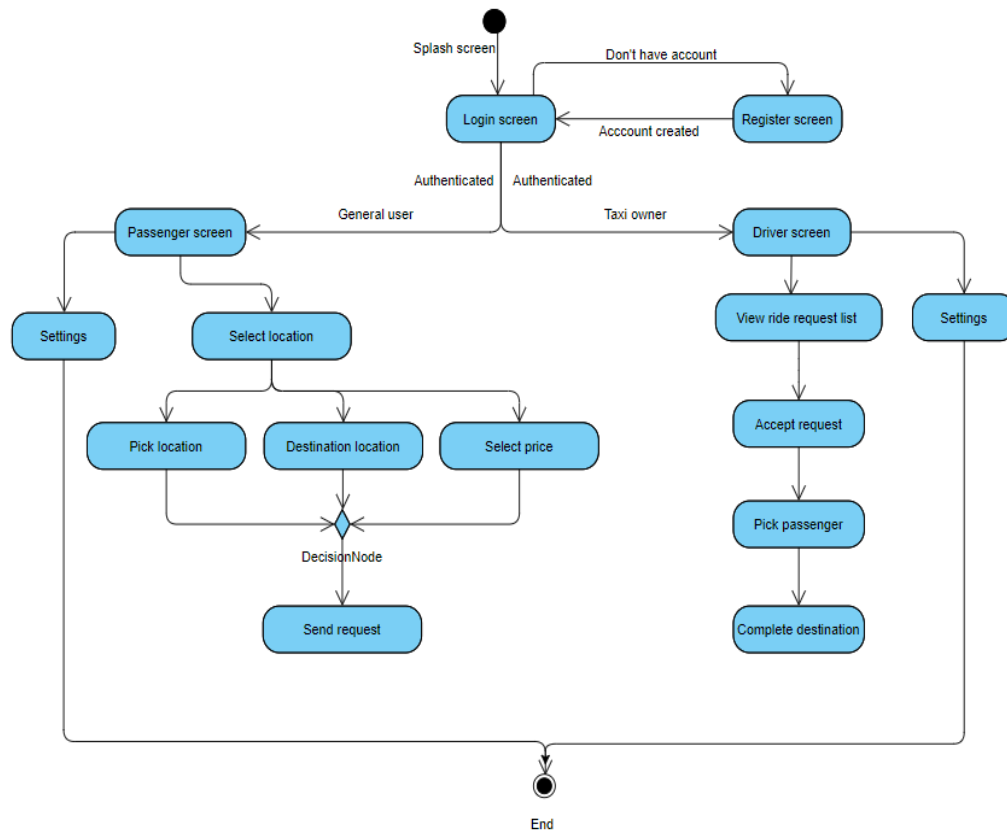 Splash screen
Don't have account
Login screen
Register screen
Acccount created
Authenticated
Authenticated
General user
Taxi owner
Passenger screen
Driver screen
Settings
Select location
View ride request list
Settings
Pick location
Destination location
Select price
Accept request
Pick passenger
DecisionNode
Send request
Complete destination
End